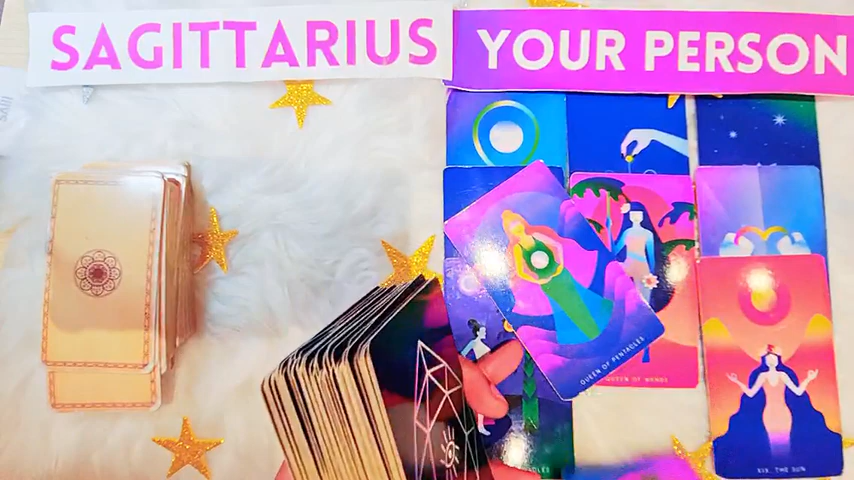 SAGITTARIUS
YOUR PERSON
QUEEN OF PENTACLES
QUEEN OF WANDS
XIX. THE SUN